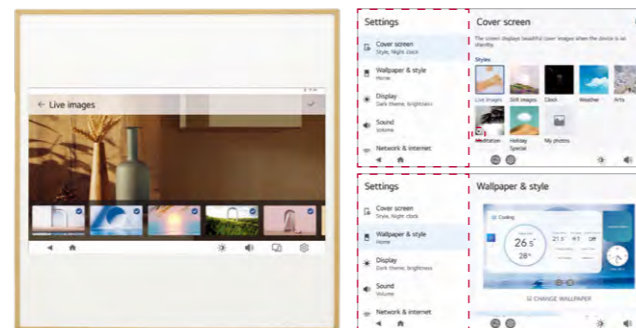 ← Live images
Settings
Cover screen
Style, Night clock
Wallpaper & style
Home
Display
Dark theme, brightness
Sound
Volume
Network & internet
Cover screen
The screen displays beautiful cover images when the device is on standby.
Styles
Live images
Still images
Clock
Weather
Arts
Meditation
Holiday Special
My photos
Settings
Cover screen
Style, Night clock
Wallpaper & style
Home
Display
Dark theme, brightness
Sound
Volume
Network & internet
Wallpaper & style
Cooling
26.5°
28°
CHANGE WALLPAPER